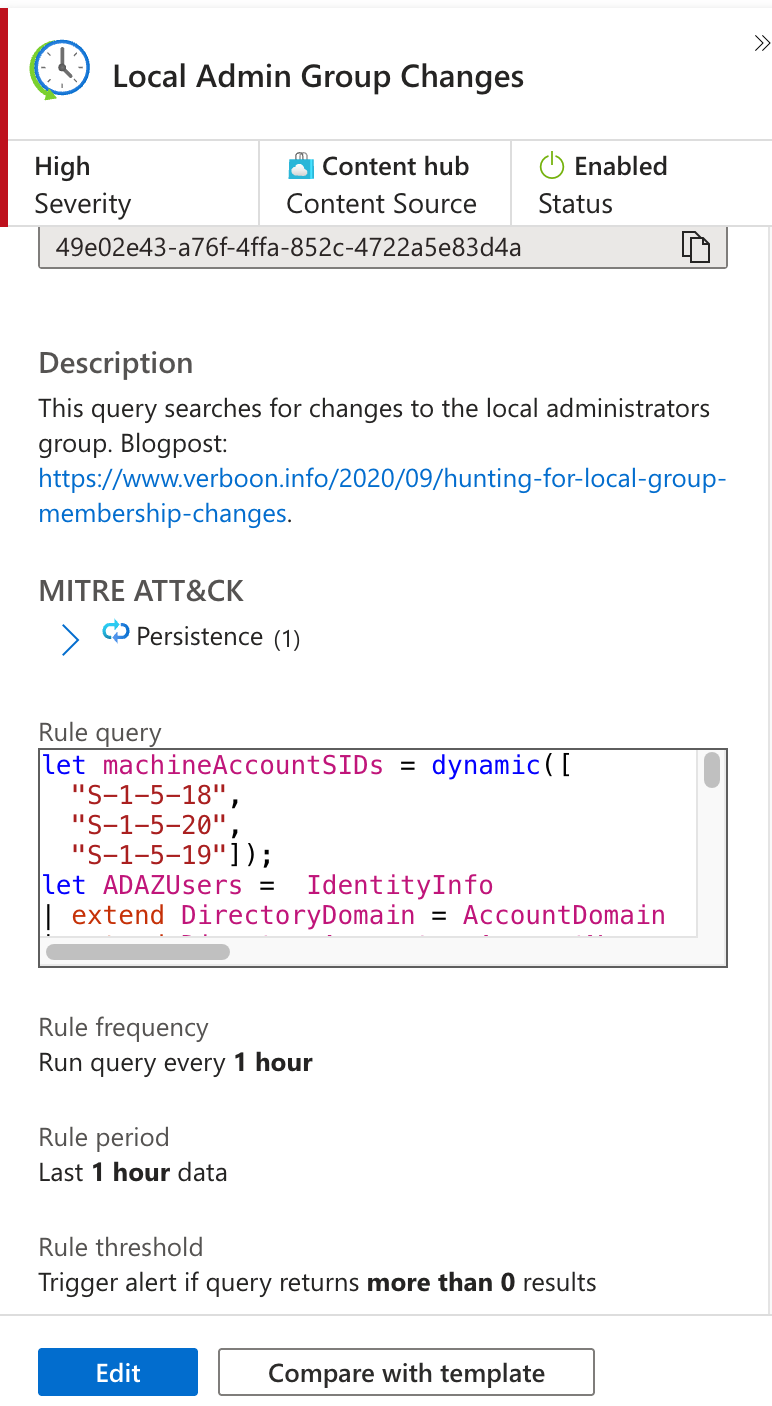 Local Admin Group Changes
High
Severity
Content hub
Content Source
Enabled
Status
49e02e43-a76f-4ffa-852c-4722a5e83d4a
Description
This query searches for changes to the local administrators
group. Blogpost:
https://www.verboon.info/2020/09/hunting-for-local-group-
membership-changes.
MITRE ATT&CK
Persistence (1)
Rule query
let machineAccountSIDs = dynamic([
"S-1-5-18",
"S-1-5-20",
"S-1-5-19"]);
let ADAZUsers =  IdentityInfo
| extend DirectoryDomain = AccountDomain
Rule frequency
Run query every 1 hour
Rule period
Last 1 hour data
Rule threshold
Trigger alert if query returns more than 0 results
Edit
Compare with template